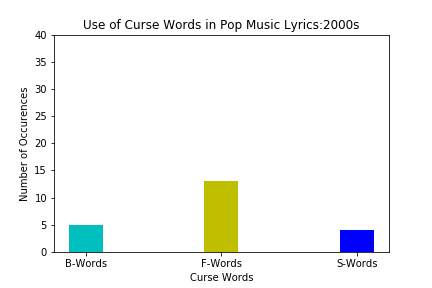 Use of Curse Words in Pop Music Lyrics:2000s
Number of Occurences
40
35
30
25
20
15
10
5
0
B-Words
F-Words
S-Words
Curse Words